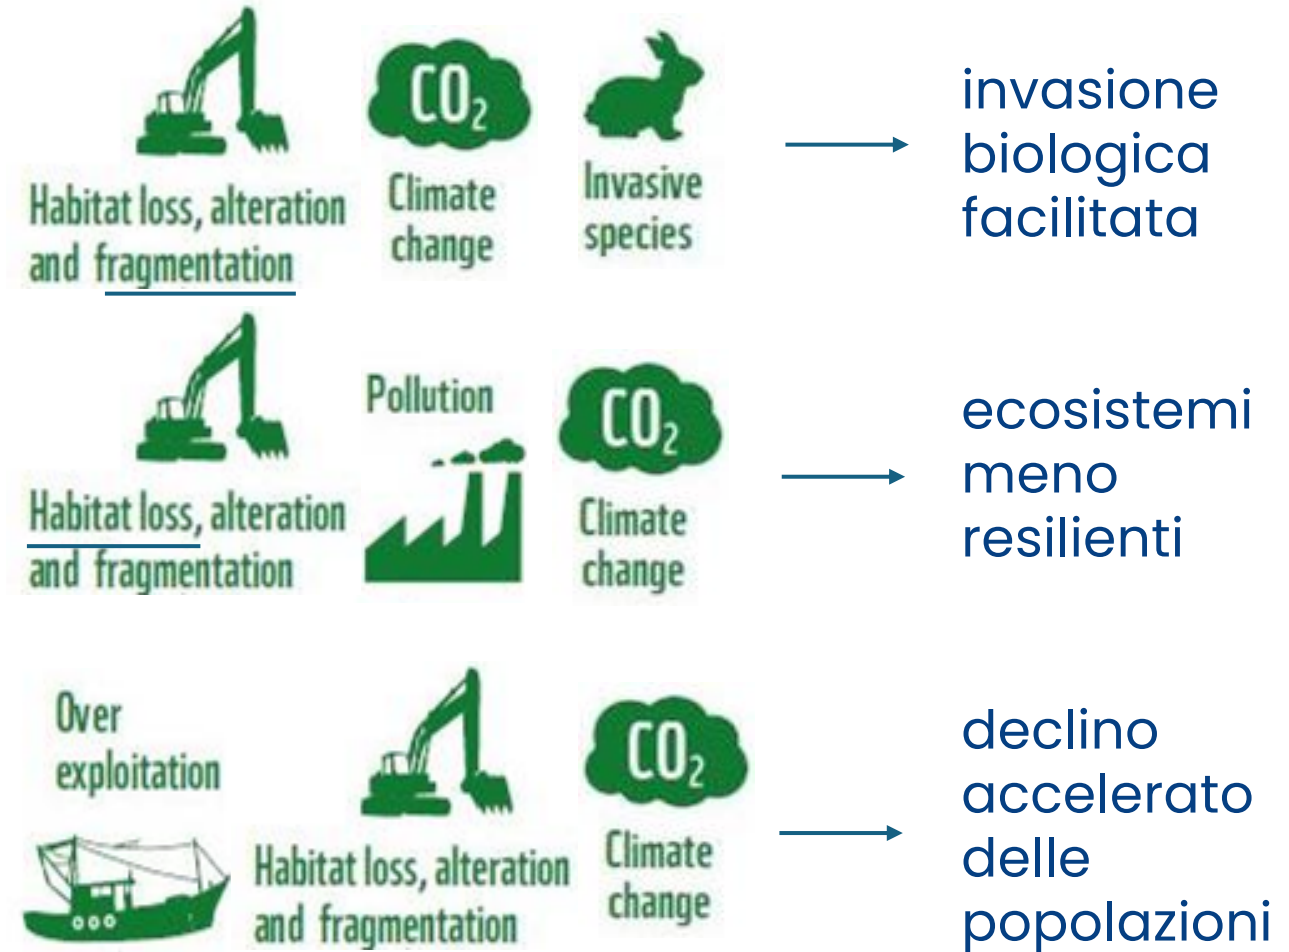 CO2
Habitat loss, alteration
and fragmentation
Climate
change
Invasive
species
invasione
biologica
facilitata
Habitat loss, alteration
and fragmentation
Pollution
CO2
Climate
change
ecosistemi
meno
resilienti
Over
exploitation
Habitat loss, alteration
and fragmentation
CO2
Climate
change
declino
accelerato
delle
popolazioni